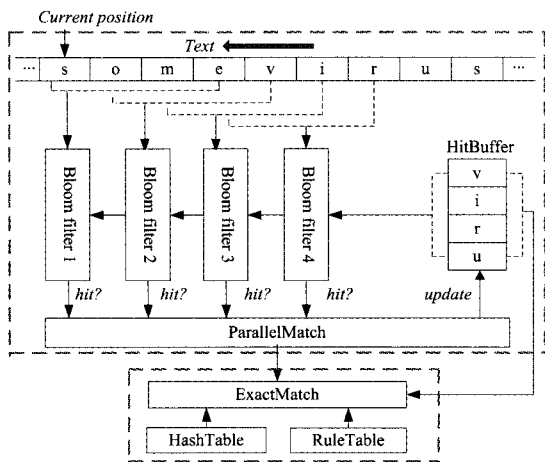 Current position
Text
··· s o m e v i r u s ···
HitBuffer
v
i
r
u
Bloom filter 1
Bloom filter 2
Bloom filter 3
Bloom filter 4
hit? hit? hit? hit? update
ParallelMatch
ExactMatch
HashTable RuleTable